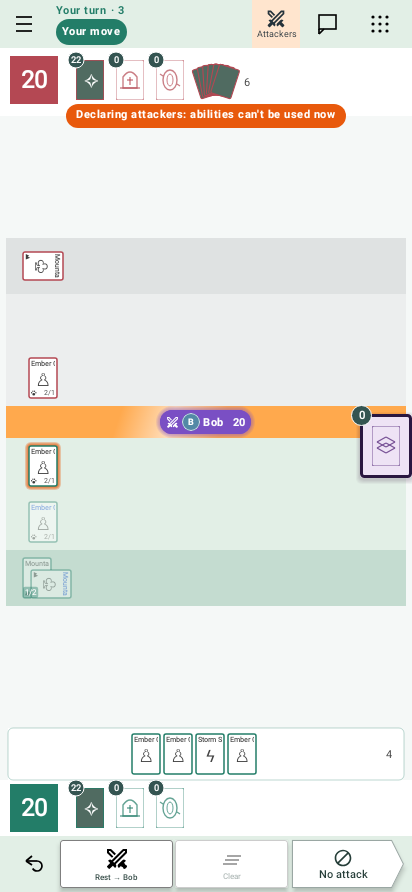 Your turn · 3
Your move
Attackers
20
22
0
0
6
Declaring attackers: abilities can't be used now
Mounta
Ember
2/1
B Bob 20
0
Ember
2/1
Ember
2/1
Mounta
Mounta
1/2
Ember
Ember
Storm S
Ember
4
20
22
0
0
Rest → Bob
Clear
No attack